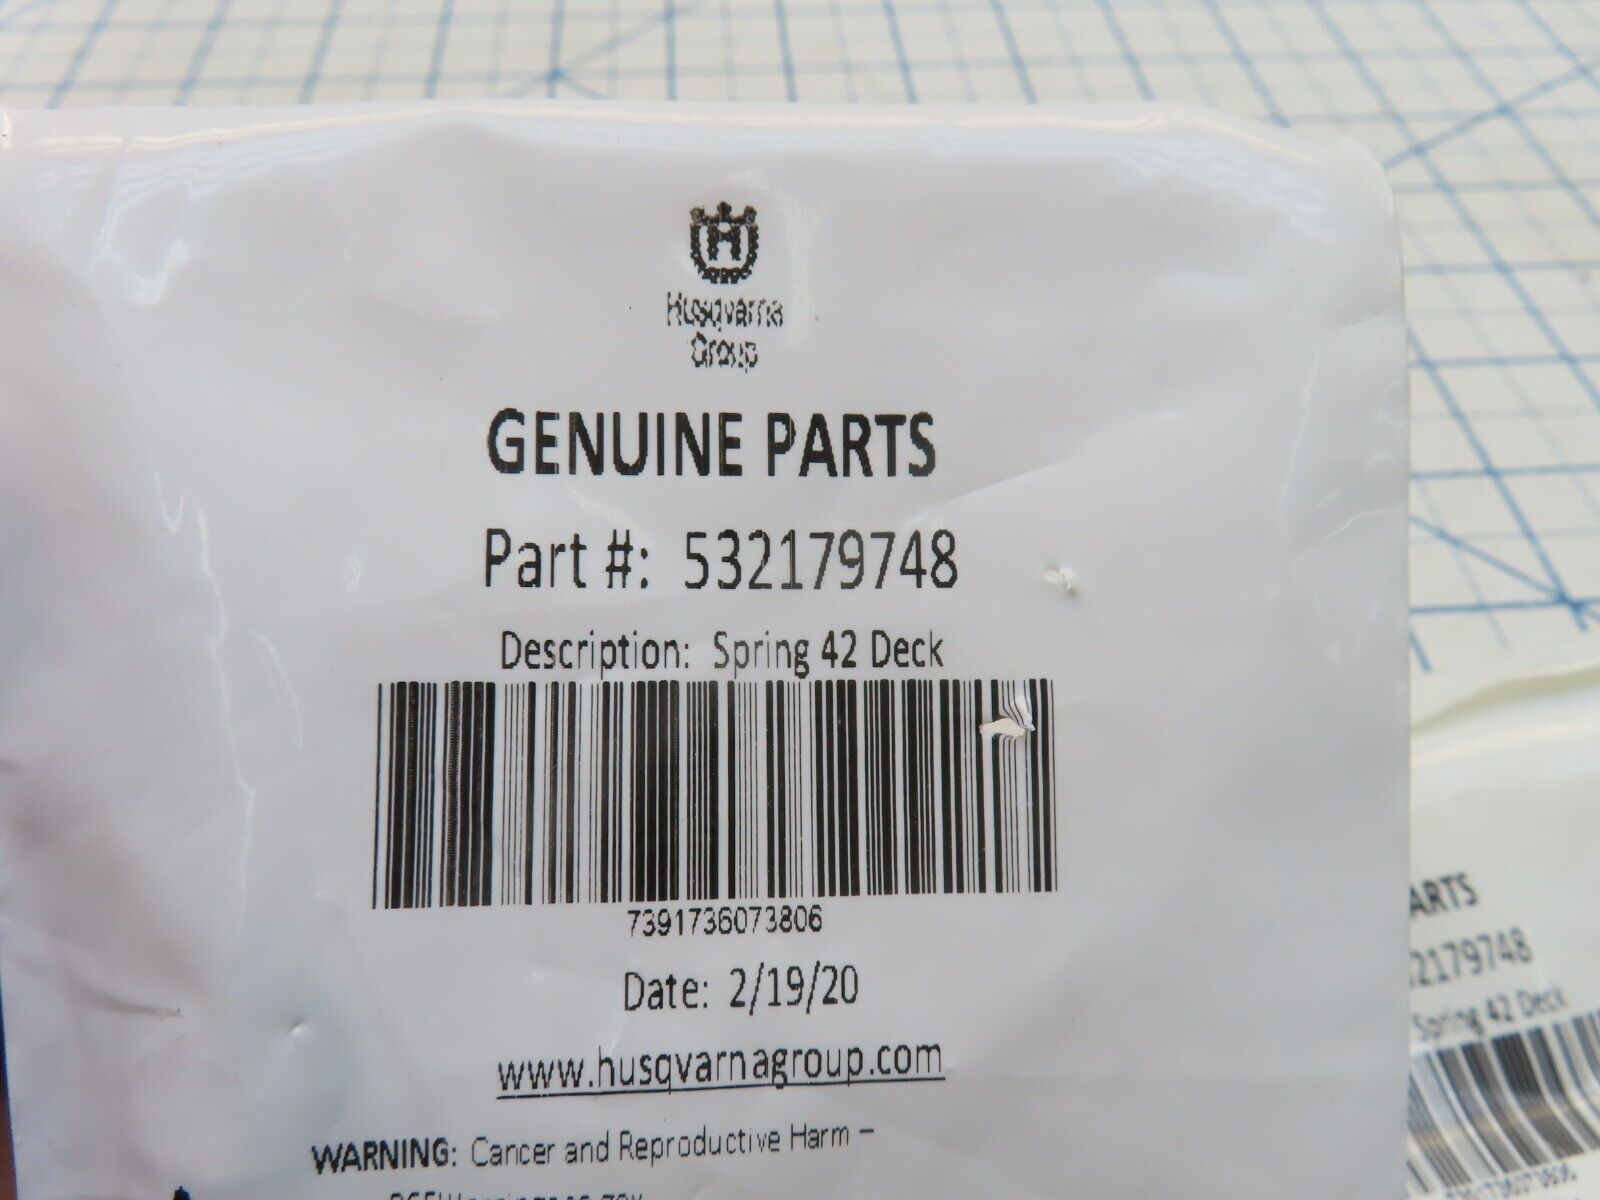 Husqvarna
Group
GENUINE PARTS
Part #: 532179748
Description: Spring 42 Deck
7391736073806
Date: 2/19/20
www.husqvarnagroup.com
WARNING: Cancer and Reproductive Harm –
ARTS
2179748
Spring 42 Deck